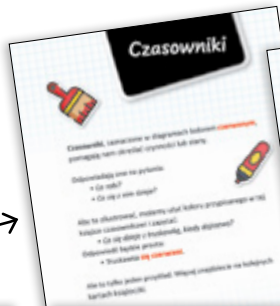 Czasowniki
Czasowniki, zaznaczone w diagramach kolorem czerwonym,
pomagają nam określać czynności lub stany.
Odpowiadają one na pytania:
• Co robi?
• Co się z nim dzieje?
Aby to zilustrować, możemy użyć koloru przypisanego w tej
książce czasownikowi i zapytać:
• Co się dzieje z truskawką, kiedy dojrzewa?
Odpowiedź będzie prosta:
• Truskawka się czerwieni.
Ale to tylko jeden przykład. Więcej znajdziecie na kolejnych
kartach książeczki.